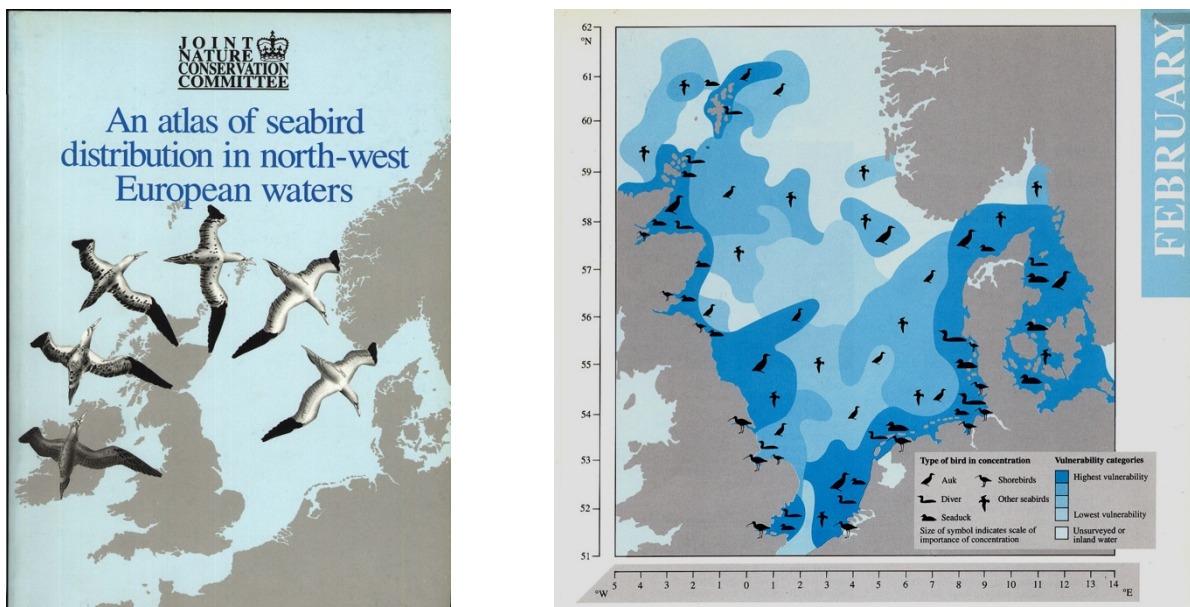 JOINT
NATURE
CONSERVATION
COMMITTEE
An atlas of seabird
distribution in north-west
European waters
FEBRUARY
62
°N
61
60
59
58
57
56
55
54
53
52
51
5 4 3 2 1 0 1 2 3 4 5 6 7 8 9 10 11 12 13 14
°W °E
Type of bird in concentration
Auk Shorebirds
Diver Other seabirds
Seaduck
Size of symbol indicates scale of
importance of concentration
Vulnerability categories
Highest vulnerability
Lowest vulnerability
Unsurveyed or
inland water